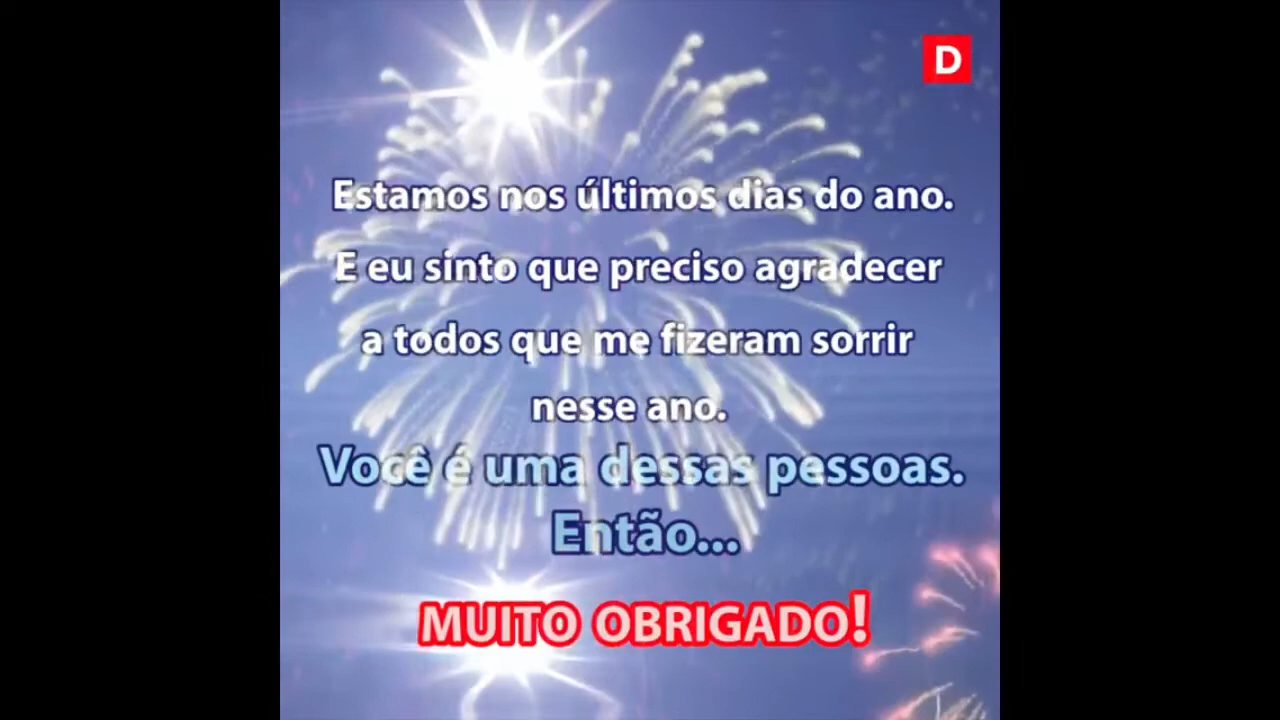 D
Estamos nos últimos dias do ano.
E eu sinto que preciso agradecer
a todos que me fizeram sorrir
nesse ano.
Você é uma dessas pessoas.
Então...
MUITO OBRIGADO!